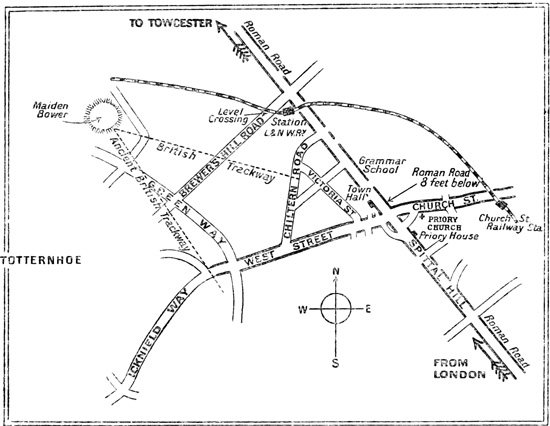 TO TOWCESTER
Roman Road
Maiden
Bower
Level
Crossing
Station
L&NW.RY.
British
Trackway
BREWERS HILL ROAD
Ancient British Trackway
GREEN WAY
CHILTERN ROAD
VICTORIA ST.
Grammar
School
Town
Hall
Roman Road
8 feet below
CHURCH ST.
PRIORY
CHURCH
Priory House
Church St.
Railway Sta
WEST STREET
SPITTAL HILL
TOTTERNHOE
ICKNIELD WAY
N
W
E
S
Roman Road
FROM
LONDON